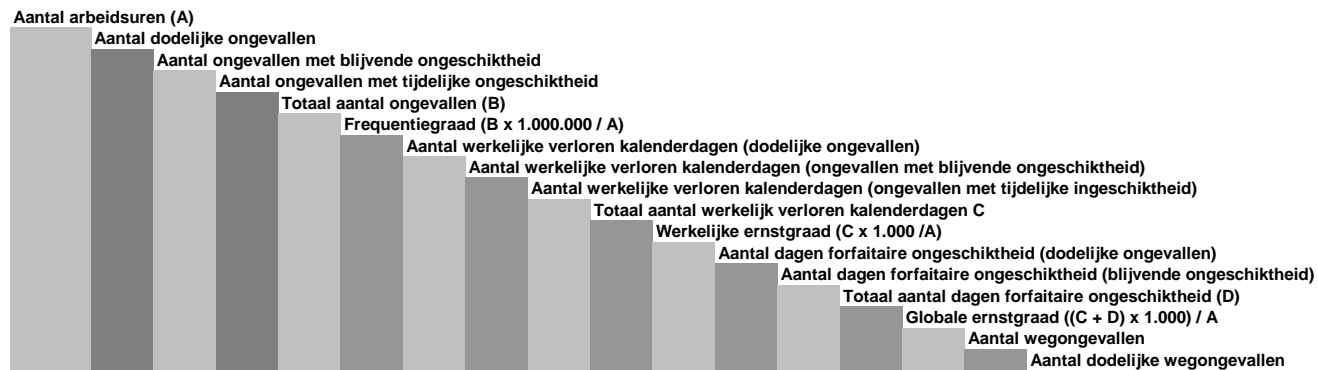 Aantal arbeidsuren (A)
Aantal dodelijke ongevallen
Aantal ongevallen met blijvende ongeschiktheid
Aantal ongevallen met tijdelijke ongeschiktheid
Totaal aantal ongevallen (B)
Frequentiegraad (B x 1.000.000 / A)
Aantal werkelijke verloren kalenderdagen (dodelijke ongevallen)
Aantal werkelijke verloren kalenderdagen (ongevallen met blijvende ongeschiktheid)
Aantal werkelijke verloren kalenderdagen (ongevallen met tijdelijke ingeschiktheid)
Totaal aantal werkelijk verloren kalenderdagen C
Werkelijke ernstgraad (C x 1.000 /A)
Aantal dagen forfaitaire ongeschiktheid (dodelijke ongevallen)
Aantal dagen forfaitaire ongeschiktheid (blijvende ongeschiktheid)
Totaal aantal dagen forfaitaire ongeschiktheid (D)
Globale ernstgraad ((C + D) x 1.000) / A
Aantal wegongevallen
Aantal dodelijke wegongevallen